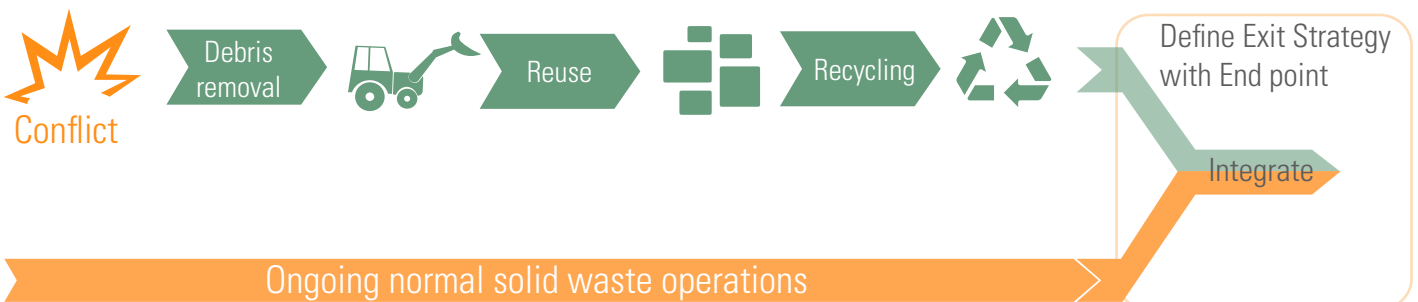 Conflict
Debris
removal
Reuse
Recycling
Define Exit Strategy
with End point
Integrate
Ongoing normal solid waste operations